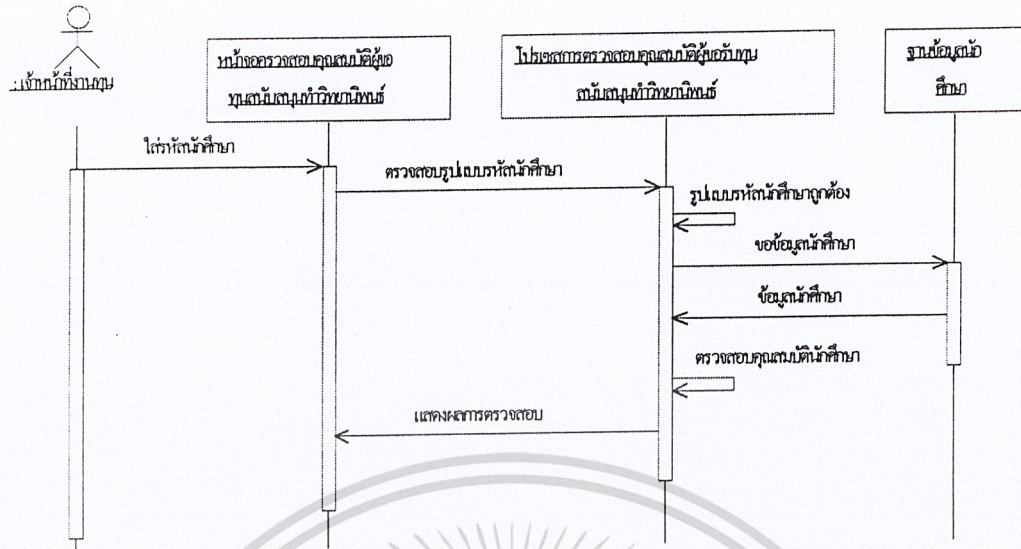 :เจ้าหน้าที่งานทุน
หน้าจอตรวจสอบคุณสมบัติผู้ขอ
ทุนสนับสนุนทำวิทยานิพนธ์
โปรเซสการตรวจสอบคุณสมบัติผู้ขอรับทุน
สนับสนุนทำวิทยานิพนธ์
ฐานข้อมูลนัก
ศึกษา
ใส่รหัสนักศึกษา
ตรวจสอบรูปแบบรหัสนักศึกษา
รูปแบบรหัสนักศึกษาถูกต้อง
ขอข้อมูลนักศึกษา
ข้อมูลนักศึกษา
ตรวจสอบคุณสมบัตินักศึกษา
แสดงผลการตรวจสอบ